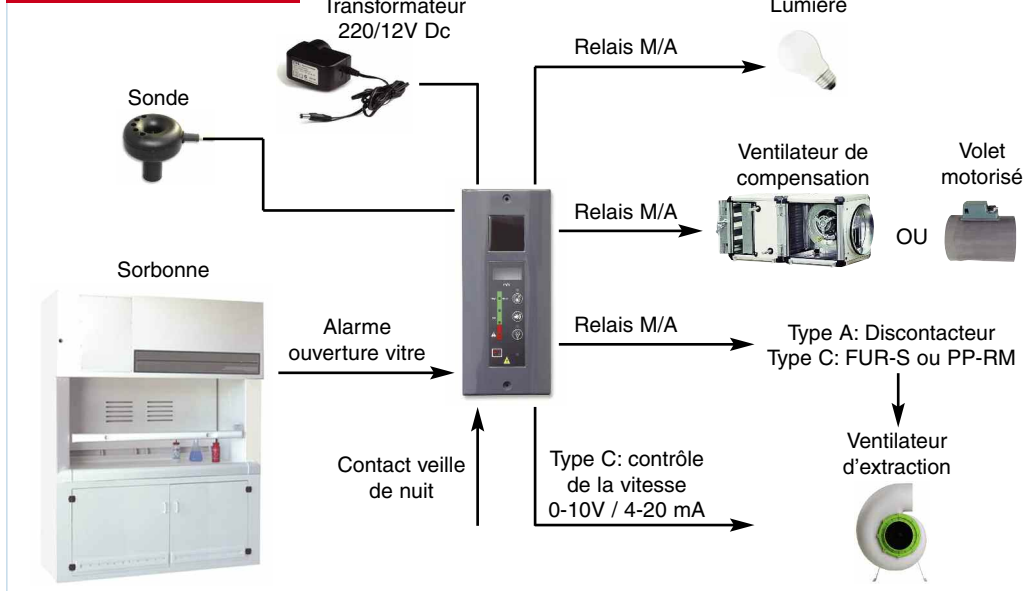 Transformateur
220/12V Dc
Lumière
Relais M/A
Sonde
Ventilateur de
compensation
Volet
motorisé
Relais M/A
OU
Sorbonne
Alarme
ouverture vitre
Relais M/A
Type A: Discontacteur
Type C: FUR-S ou PP-RM
Contact veille
de nuit
Type C: contrôle
de la vitesse
0-10V / 4-20 mA
Ventilateur
d’extraction